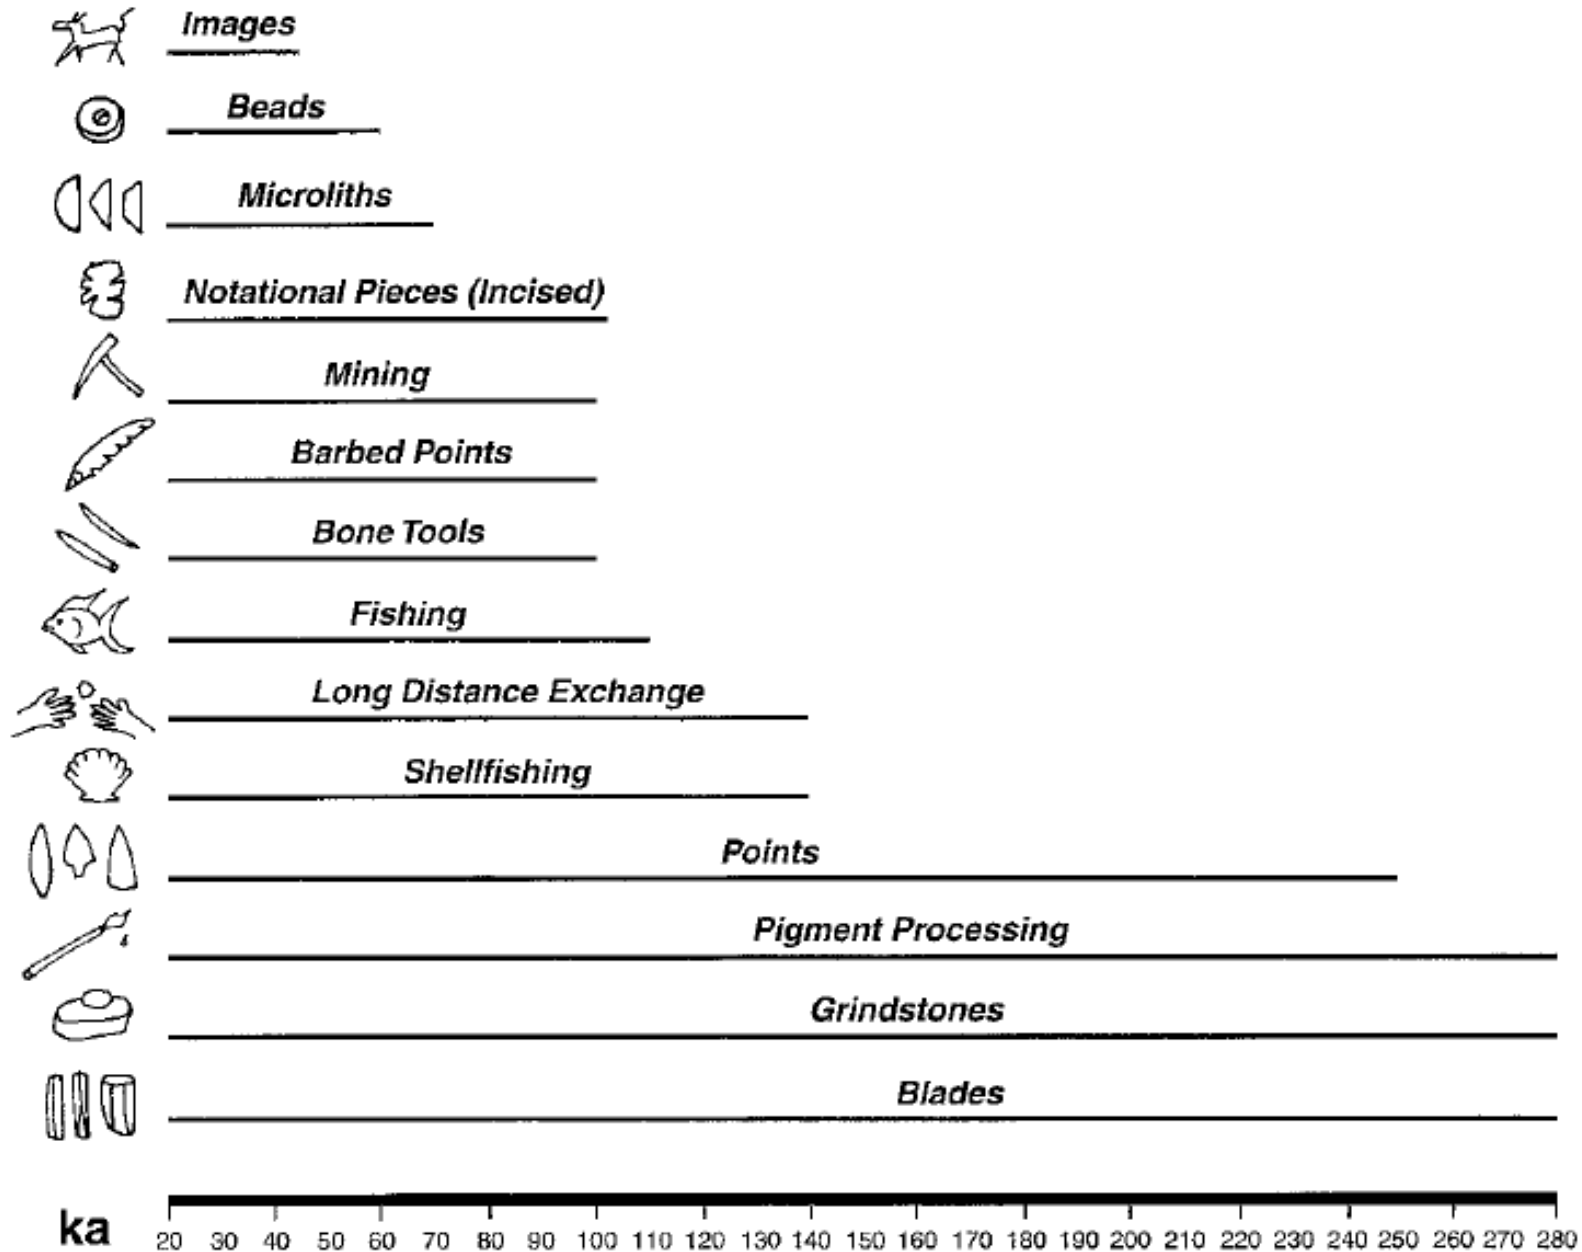 Images
Beads
Microliths
Notational Pieces (Incised)
Mining
Barbed Points
Bone Tools
Fishing
Long Distance Exchange
Shellfishing
Points
Pigment Processing
Grindstones
Blades
ka 20 30 40 50 60 70 80 90 100 110 120 130 140 150 160 170 180 190 200 210 220 230 240 250 260 270 280